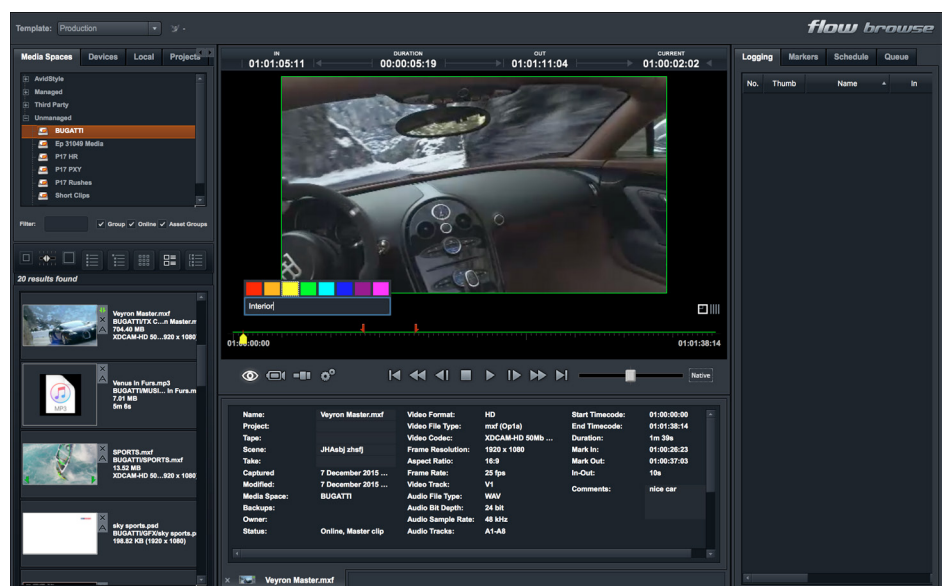 Template: Production
flow browse
Media Spaces Devices Local Projects
AvidStyle
Managed
Third Party
Unmanaged
BUGATTI
Ep 31049 Media
P17 HR
P17 PXY
P17 Rushes
Short Clips
Filter: Group Online Asset Groups
20 results found
Veyron Master.mxf
BUGATTI/TX C...n Master.m
704.40 MB
XDCAM-HD 50...920 x 1080
MP3
Venus in Furs.mp3
BUGATTI/MUSI... in Furs.m
7.01 MB
5m 6s
SPORTS.mxf
BUGATTI/SPORTS.mxf
13.52 MB
XDCAM-HD 50...920 x 1080
sky sports.psd
BUGATTI/GFX/sky sports.p
198.82 KB (1920 x 1080)
IN DURATION OUT CURRENT
01:01:05:11 00:00:05:19 01:01:11:04 01:00:02:02
Interior
01:00:00:00 01:01:38:14
Native
Name: Veyron Master.mxf Video Format: HD Start Timecode: 01:00:00:00
Project: Video File Type: mxf (Op1a) End Timecode: 01:01:38:14
Tape: Video Codec: XDCAM-HD 50Mb ... Duration: 1m 39s
Scene: JHAsbj zhsfj Frame Resolution: 1920 x 1080 Mark In: 01:00:26:23
Take: Aspect Ratio: 16:9 Mark Out: 01:00:37:03
Captured 7 December 2015 ... Frame Rate: 25 fps In-Out: 10s
Modified: 7 December 2015 ... Video Track: V1
Media Space: BUGATTI Audio File Type: WAV Comments: nice car
Backups: Audio Bit Depth: 24 bit
Owner: Audio Sample Rate: 48 kHz
Status: Online, Master clip Audio Tracks: A1-A8
Veyron Master.mxf
Logging Markers Schedule Queue
No. Thumb Name In